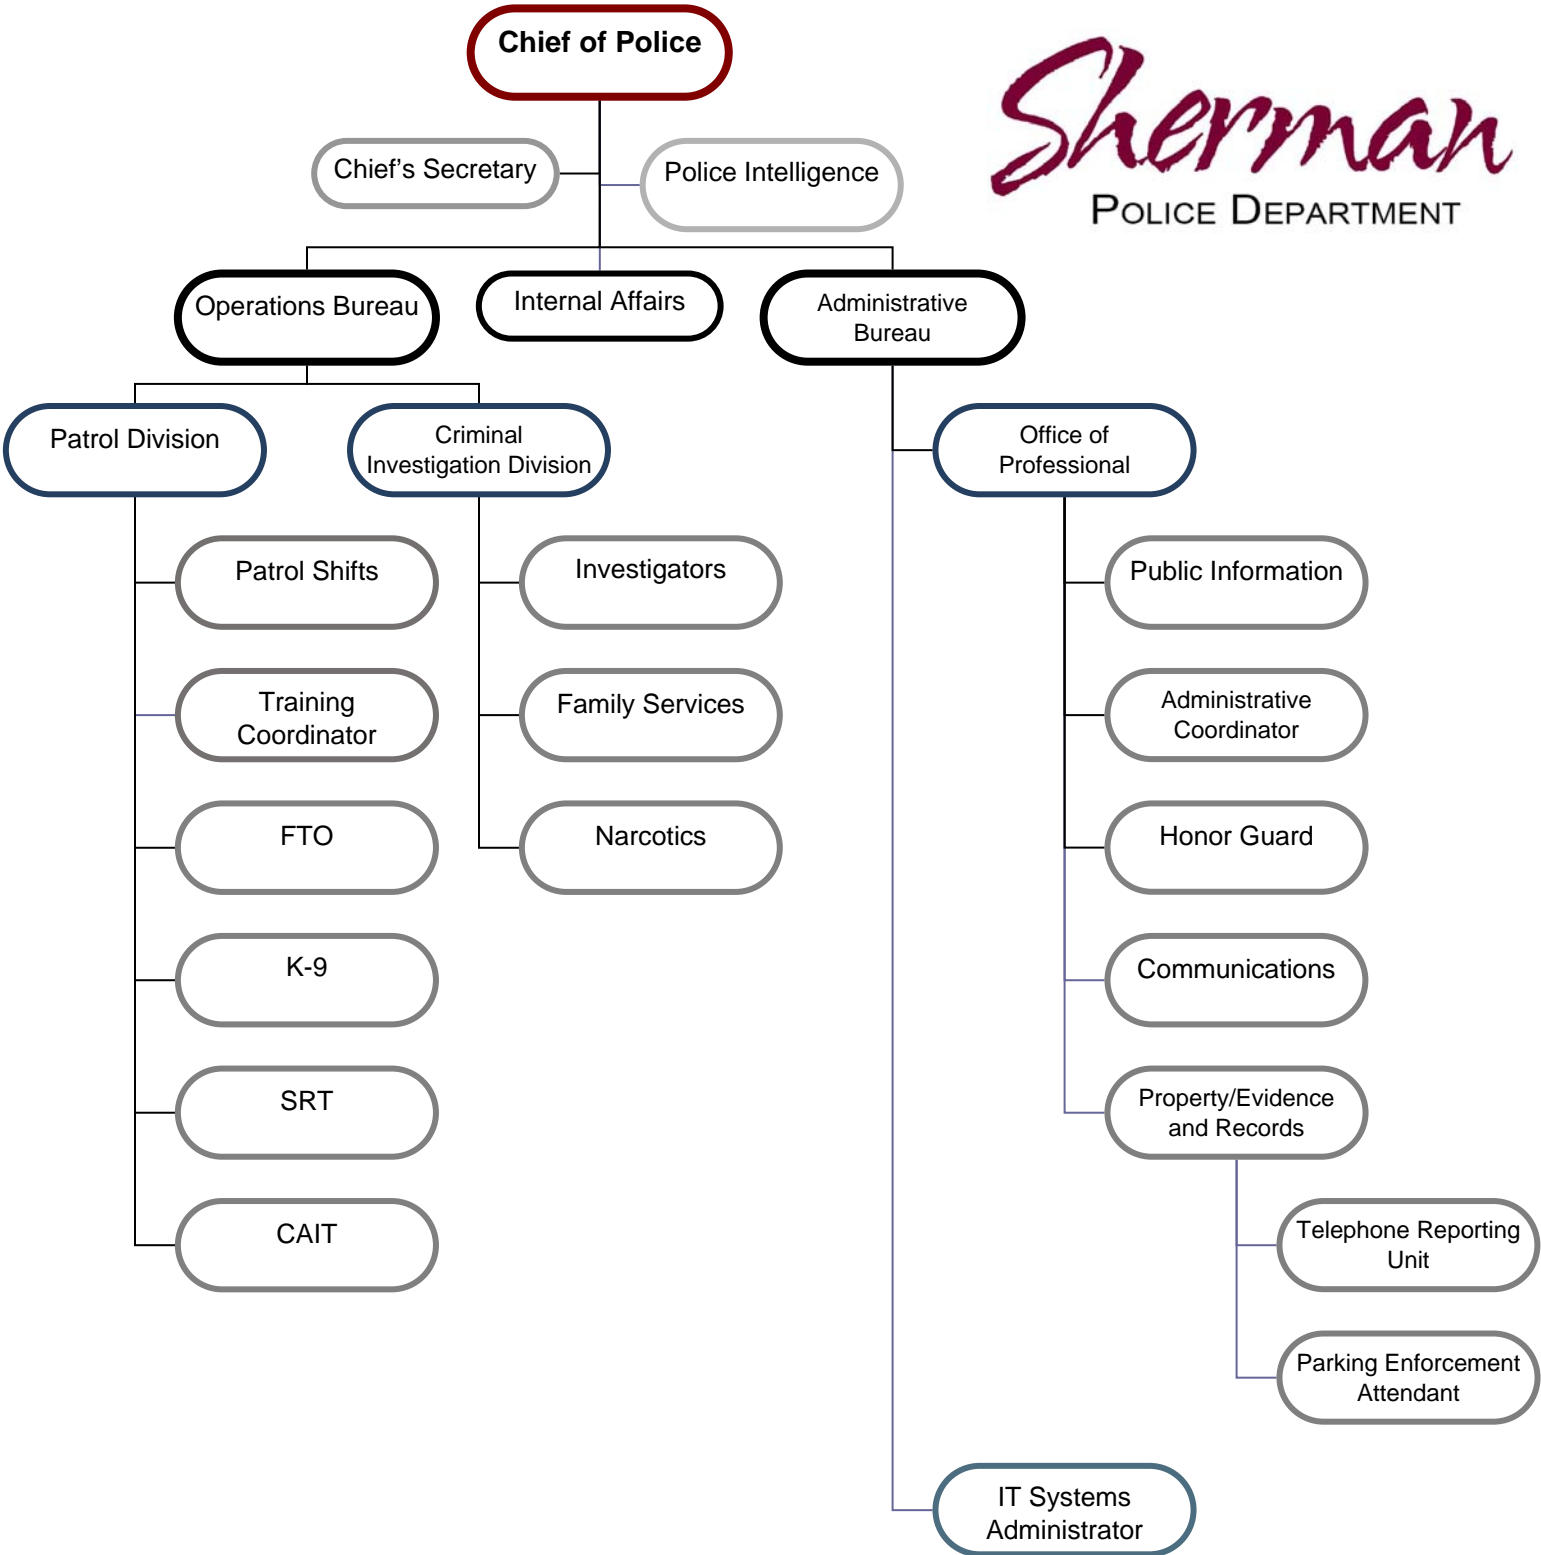 Chief of Police
Sherman
POLICE DEPARTMENT
Chief's Secretary
Police Intelligence
Operations Bureau
Internal Affairs
Administrative
Bureau
Patrol Division
Criminal
Investigation Division
Office of
Professional
Patrol Shifts
Investigators
Public Information
Training
Coordinator
Family Services
Administrative
Coordinator
FTO
Narcotics
Honor Guard
K-9
Communications
SRT
Property/Evidence
and Records
CAIT
Telephone Reporting
Unit
Parking Enforcement
Attendant
IT Systems
Administrator